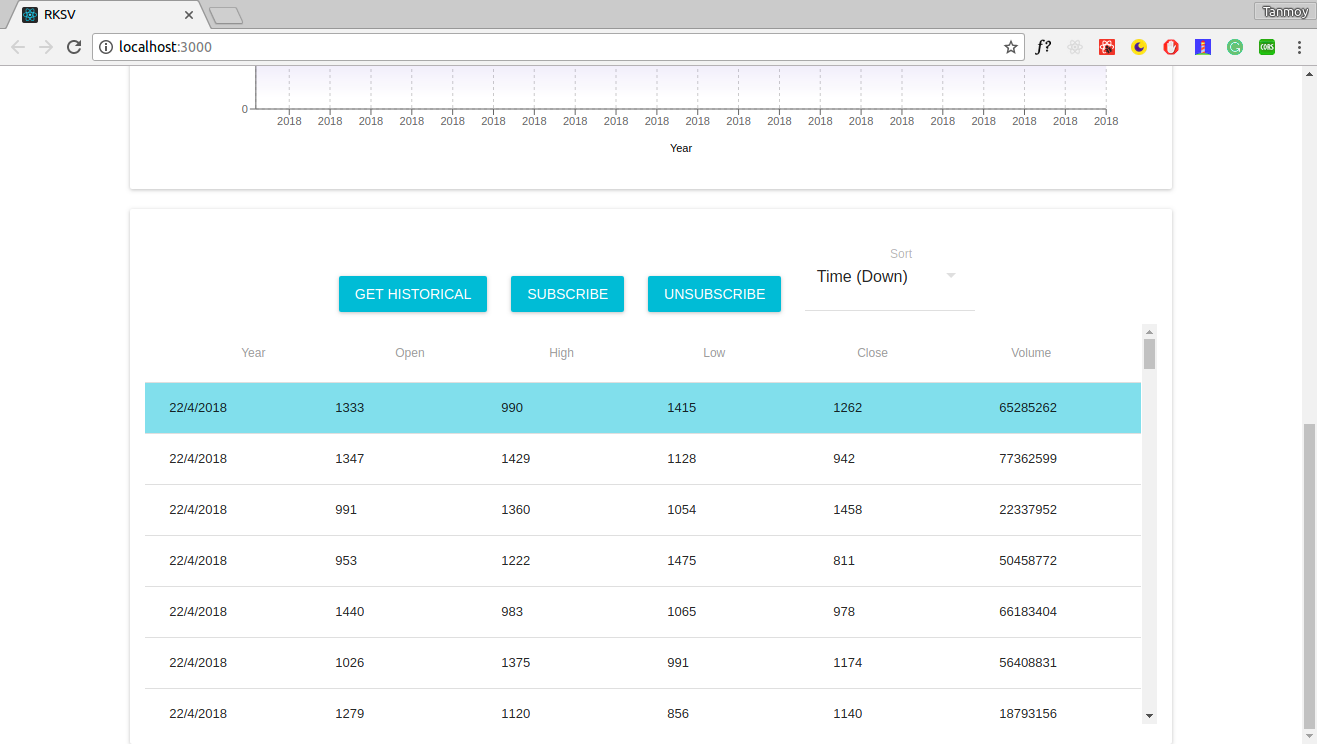 RKSV
Tanmoy
localhost:3000
f?
CORS
0
2018 2018 2018 2018 2018 2018 2018 2018 2018 2018 2018 2018 2018 2018 2018 2018 2018 2018 2018 2018 2018
Year
Sort
GET HISTORICAL SUBSCRIBE UNSUBSCRIBE Time (Down)
Year Open High Low Close Volume
22/4/2018 1333 990 1415 1262 65285262
22/4/2018 1347 1429 1128 942 77362599
22/4/2018 991 1360 1054 1458 22337952
22/4/2018 953 1222 1475 811 50458772
22/4/2018 1440 983 1065 978 66183404
22/4/2018 1026 1375 991 1174 56408831
22/4/2018 1279 1120 856 1140 18793156